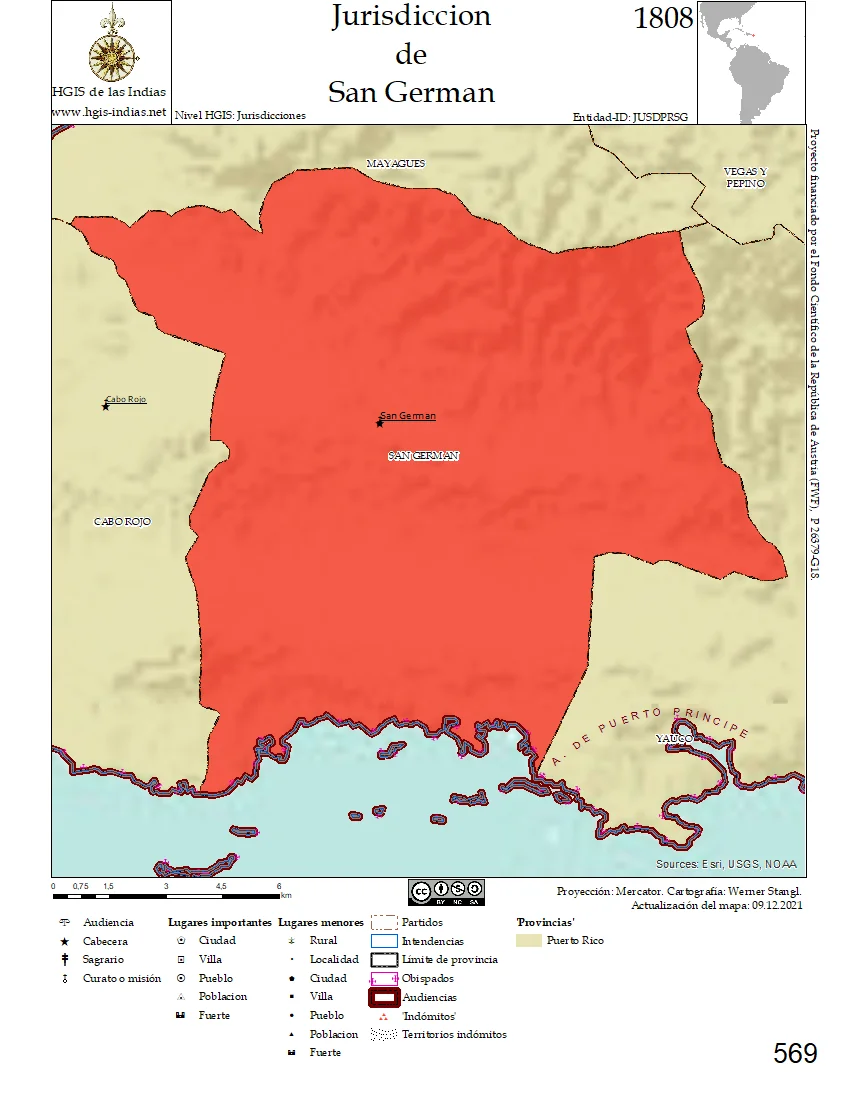 Jurisdiccion
de
San German
1808
HGIS de las Indias
www.hgis-indias.net
Nivel HGIS: Jurisdicciones
Entidad-ID: JUSDPRSG
MAYAGUES
VEGAS Y
PEPINO
Cabo Rojo
San German
SAN GERMAN
CABO ROJO
A. DE PUERTO PRINCIPE
YAUCO
Sources: Esri, USGS, NOAA
Proyecto financiado por el Fondo Científico de la República de Austria (FWF), P 26379-G18.
0 0,75 1,5 3 4,5 6
km
cc BY NC SA
Proyección: Mercator. Cartografía: Werner Stangl.
Actualización del mapa: 09.12.2021
Audiencia
Cabecera
Sagrario
Curato o misión
Lugares importantes
Ciudad
Villa
Pueblo
Poblacion
Fuerte
Lugares menores
Rural
Localidad
Ciudad
Villa
Pueblo
Poblacion
Fuerte
Partidos
Intendencias
Límite de provincia
Obispados
Audiencias
'Indómitos'
Territorios indómitos
'Provincias'
Puerto Rico
569